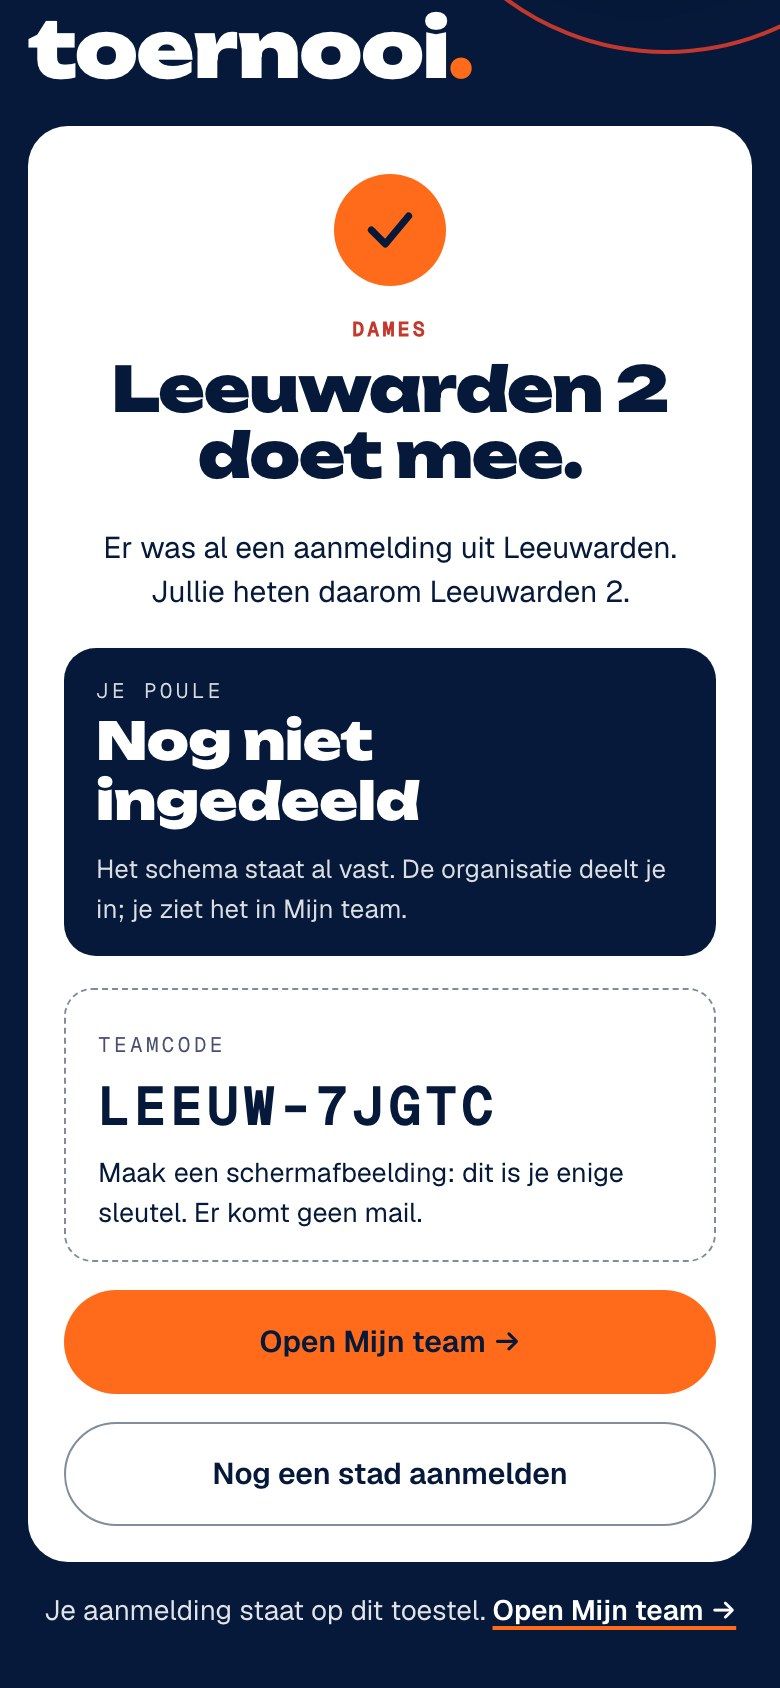 toernooi.
DAMES
Leeuwarden 2
doet mee.
Er was al een aanmelding uit Leeuwarden.
Jullie heten daarom Leeuwarden 2.
JE POULE
Nog niet
ingedeeld
Het schema staat al vast. De organisatie deelt je
in; je ziet het in Mijn team.
TEAMCODE
LEEUW-7JGTC
Maak een schermafbeelding: dit is je enige
sleutel. Er komt geen mail.
Open Mijn team →
Nog een stad aanmelden
Je aanmelding staat op dit toestel. Open Mijn team →